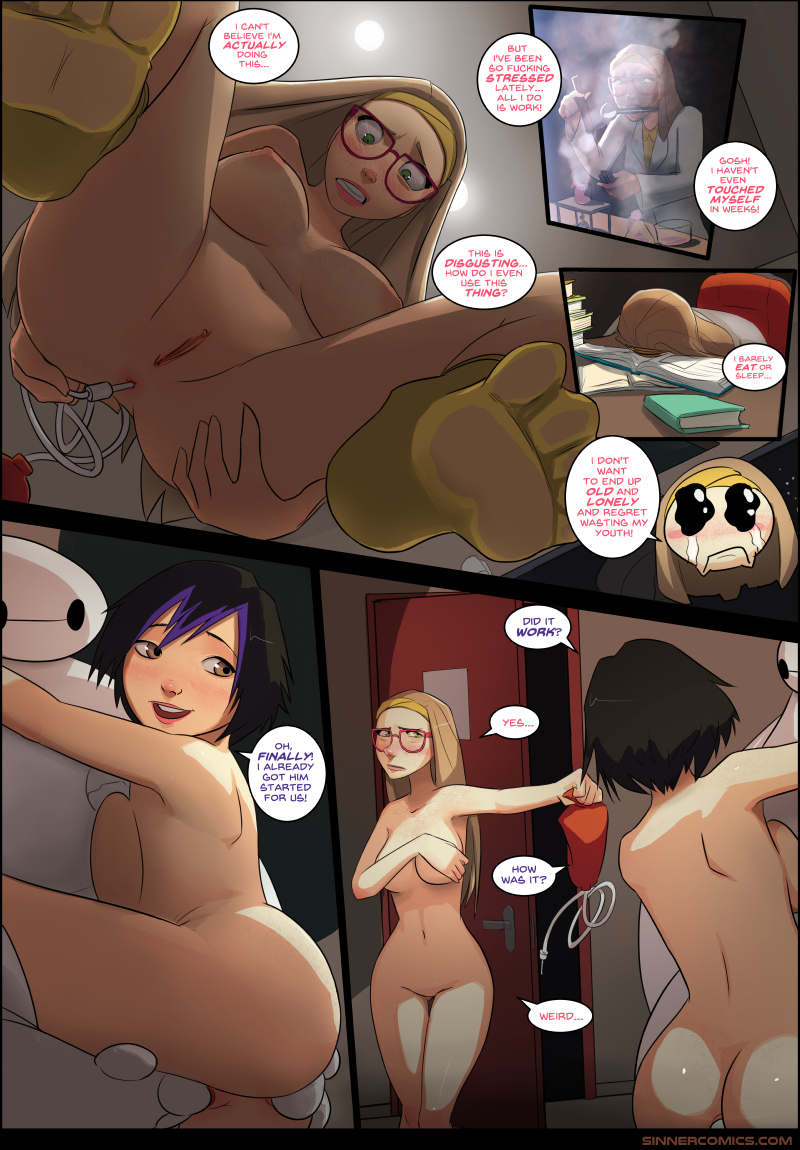 I CAN'T
BELIEVE I'M
ACTUALLY
DOING
THIS...
BUT
I'VE BEEN
SO FUCKING
STRESSED
LATELY...
ALL I DO
IS WORK!
GOSH!
I HAVEN'T
EVEN
TOUCHED
MYSELF
IN WEEKS!
THIS IS
DISGUSTING...
HOW DO I EVEN
USE THIS
THING?
I BARELY
EAT OR
SLEEP...
I DON'T
WANT
TO END UP
OLD AND
LONELY
AND REGRET
WASTING MY
YOUTH!
OH,
FINALLY!
I ALREADY
GOT HIM
STARTED
FOR US!
DID IT
WORK?
YES...
HOW
WAS IT?
WEIRD...
SINNERCOMICS.COM